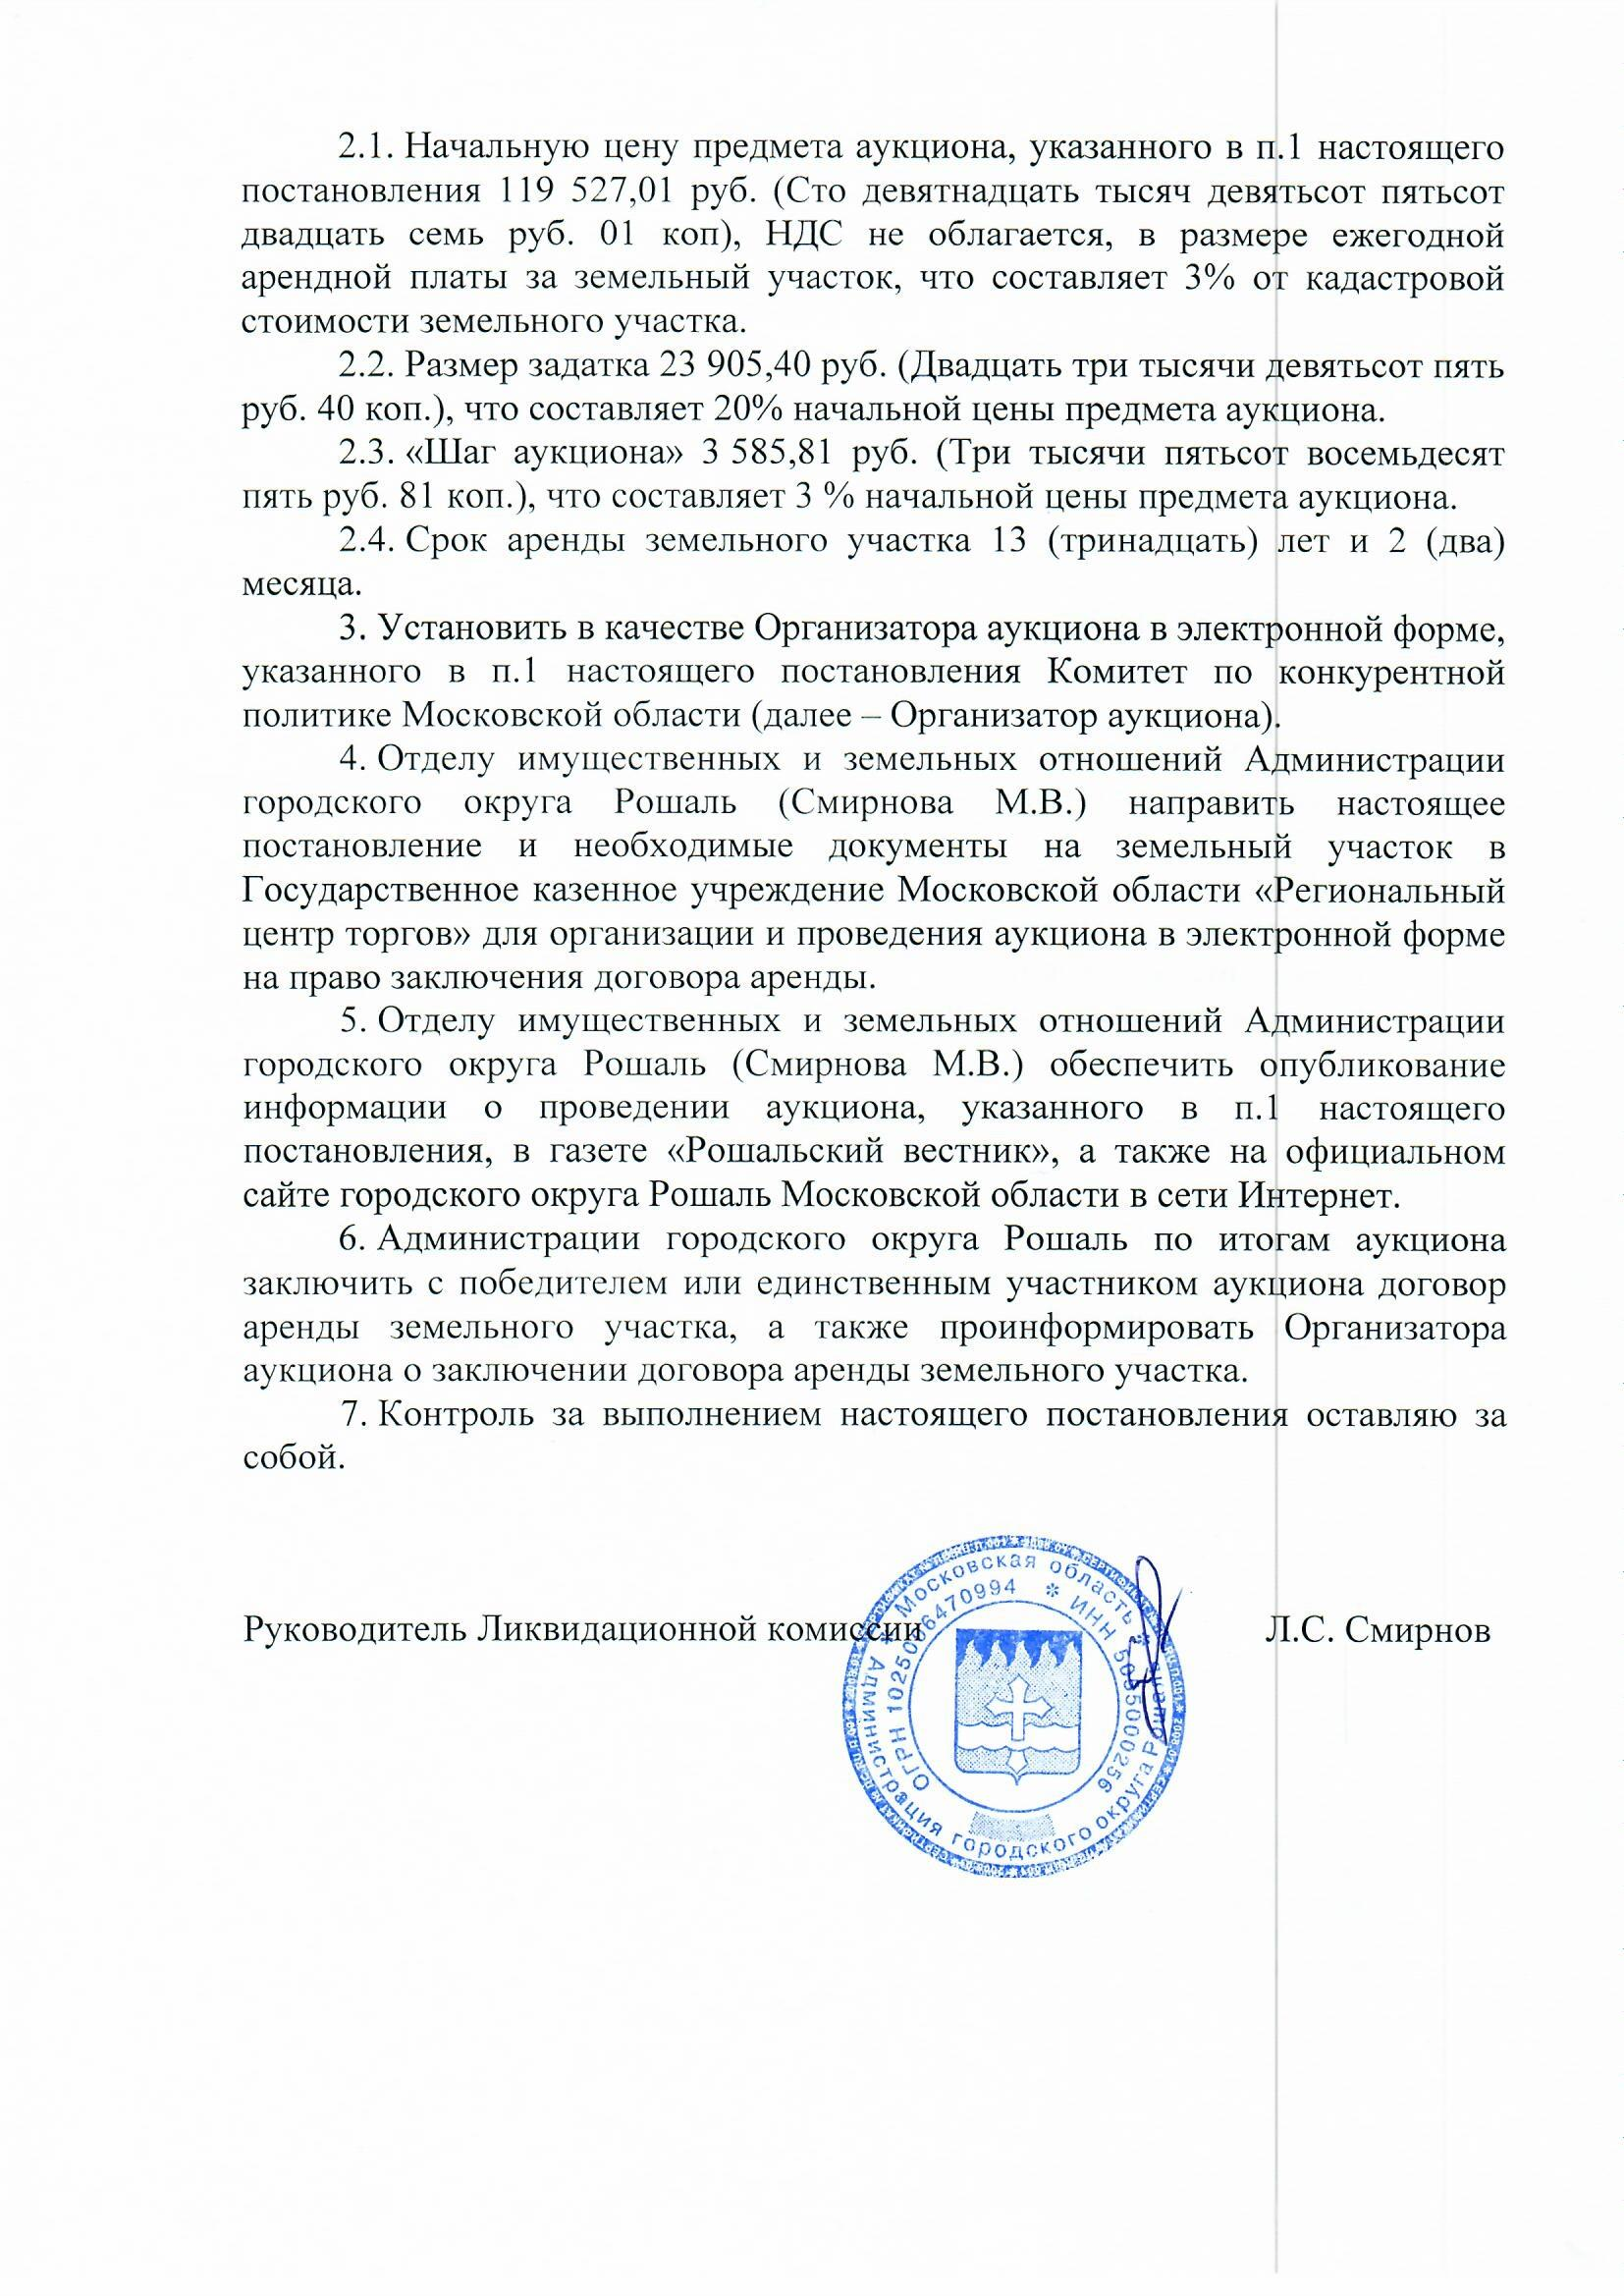 2.1. Начальную цену предмета аукциона, указанного в п.1 настоящего
постановления 119 527,01 руб. (Сто девятнадцать тысяч девятьсот пятьсот
двадцать семь руб. 01 коп), НДС не облагается, в размере ежегодной
арендной платы за земельный участок, что составляет 3% от кадастровой
стоимости земельного участка.
2.2. Размер задатка 23 905,40 руб. (Двадцать три тысячи девятьсот пять
руб. 40 коп.), что составляет 20% начальной цены предмета аукциона.
2.3. «Шаг аукциона» 3 585,81 руб. (Три тысячи пятьсот восемьдесят
пять руб. 81 коп.), что составляет 3 % начальной цены предмета аукциона.
2.4. Срок аренды земельного участка 13 (тринадцать) лет и 2 (два)
месяца.
3. Установить в качестве Организатора аукциона в электронной форме,
указанного в п.1 настоящего постановления Комитет по конкурентной
политике Московской области (далее – Организатор аукциона).
4. Отделу имущественных и земельных отношений Администрации
городского округа Рошаль (Смирнова М.В.) направить настоящее
постановление и необходимые документы на земельный участок в
Государственное казенное учреждение Московской области «Региональный
центр торгов» для организации и проведения аукциона в электронной форме
на право заключения договора аренды.
5. Отделу имущественных и земельных отношений Администрации
городского округа Рошаль (Смирнова М.В.) обеспечить опубликование
информации о проведении аукциона, указанного в п.1 настоящего
постановления, в газете «Рошальский вестник», а также на официальном
сайте городского округа Рошаль Московской области в сети Интернет.
6. Администрации городского округа Рошаль по итогам аукциона
заключить с победителем или единственным участником аукциона договор
аренды земельного участка, а также проинформировать Организатора
аукциона о заключении договора аренды земельного участка.
7. Контроль за выполнением настоящего постановления оставляю за
собой.
Руководитель Ликвидационной комиссии Л.С. Смирнов
* Московская область *
Администрация городского округа
ОГРН 1025006470994 * ИНН